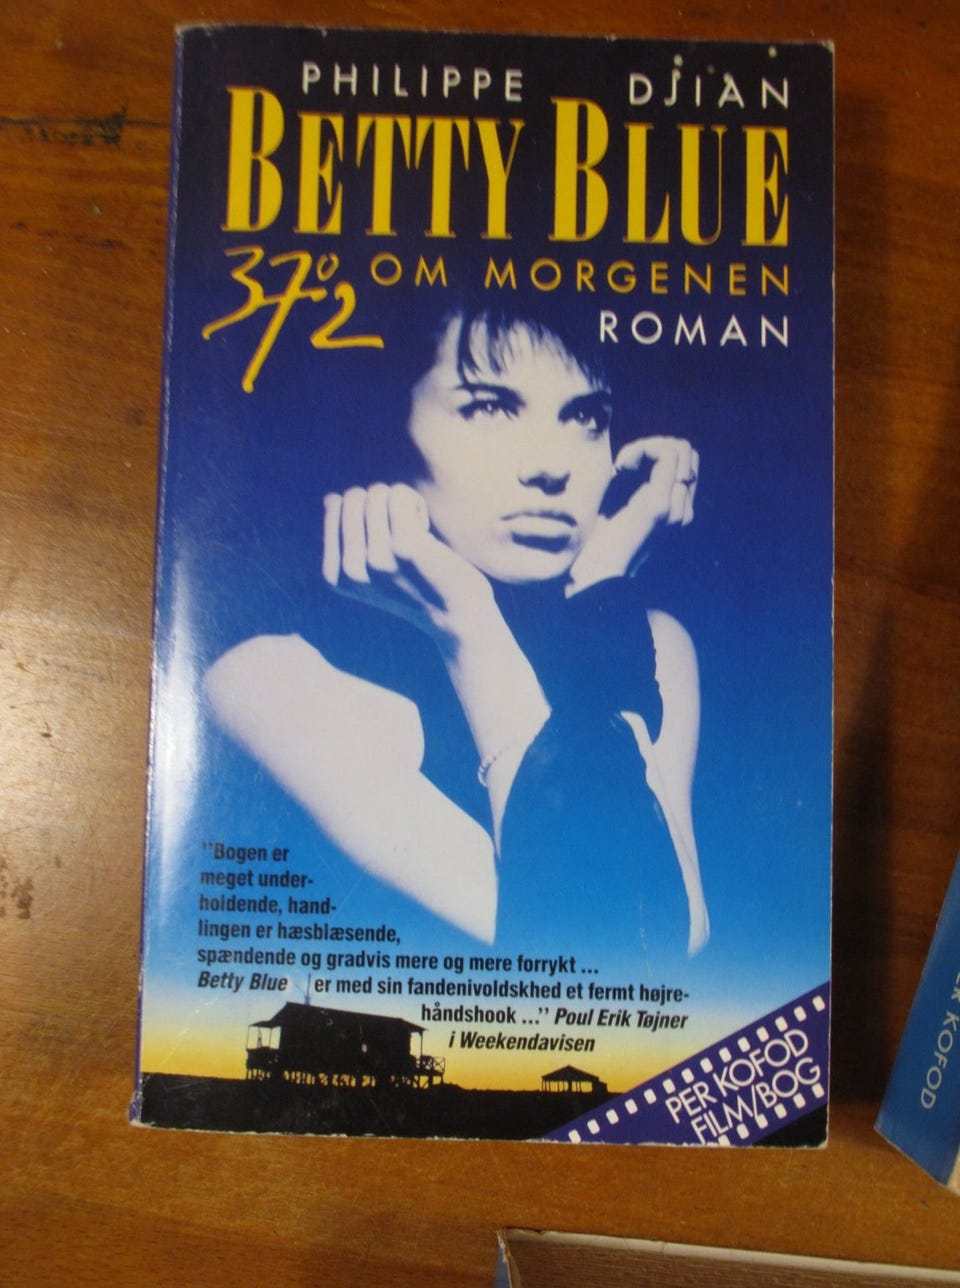 PHILIPPE DJIAN
BETTY BLUE
37°2 OM MORGENEN
ROMAN
"Bogen er
meget under-
holdende, hand-
lingen er hæsblæsende,
spændende og gradvis mere og mere forrykt ...
Betty Blue er med sin fandenivoldskhed et fermt højre-
håndshook ..." Poul Erik Tøjner
i Weekendavisen
PER KOFOD
FILM/BOG
KOFOD